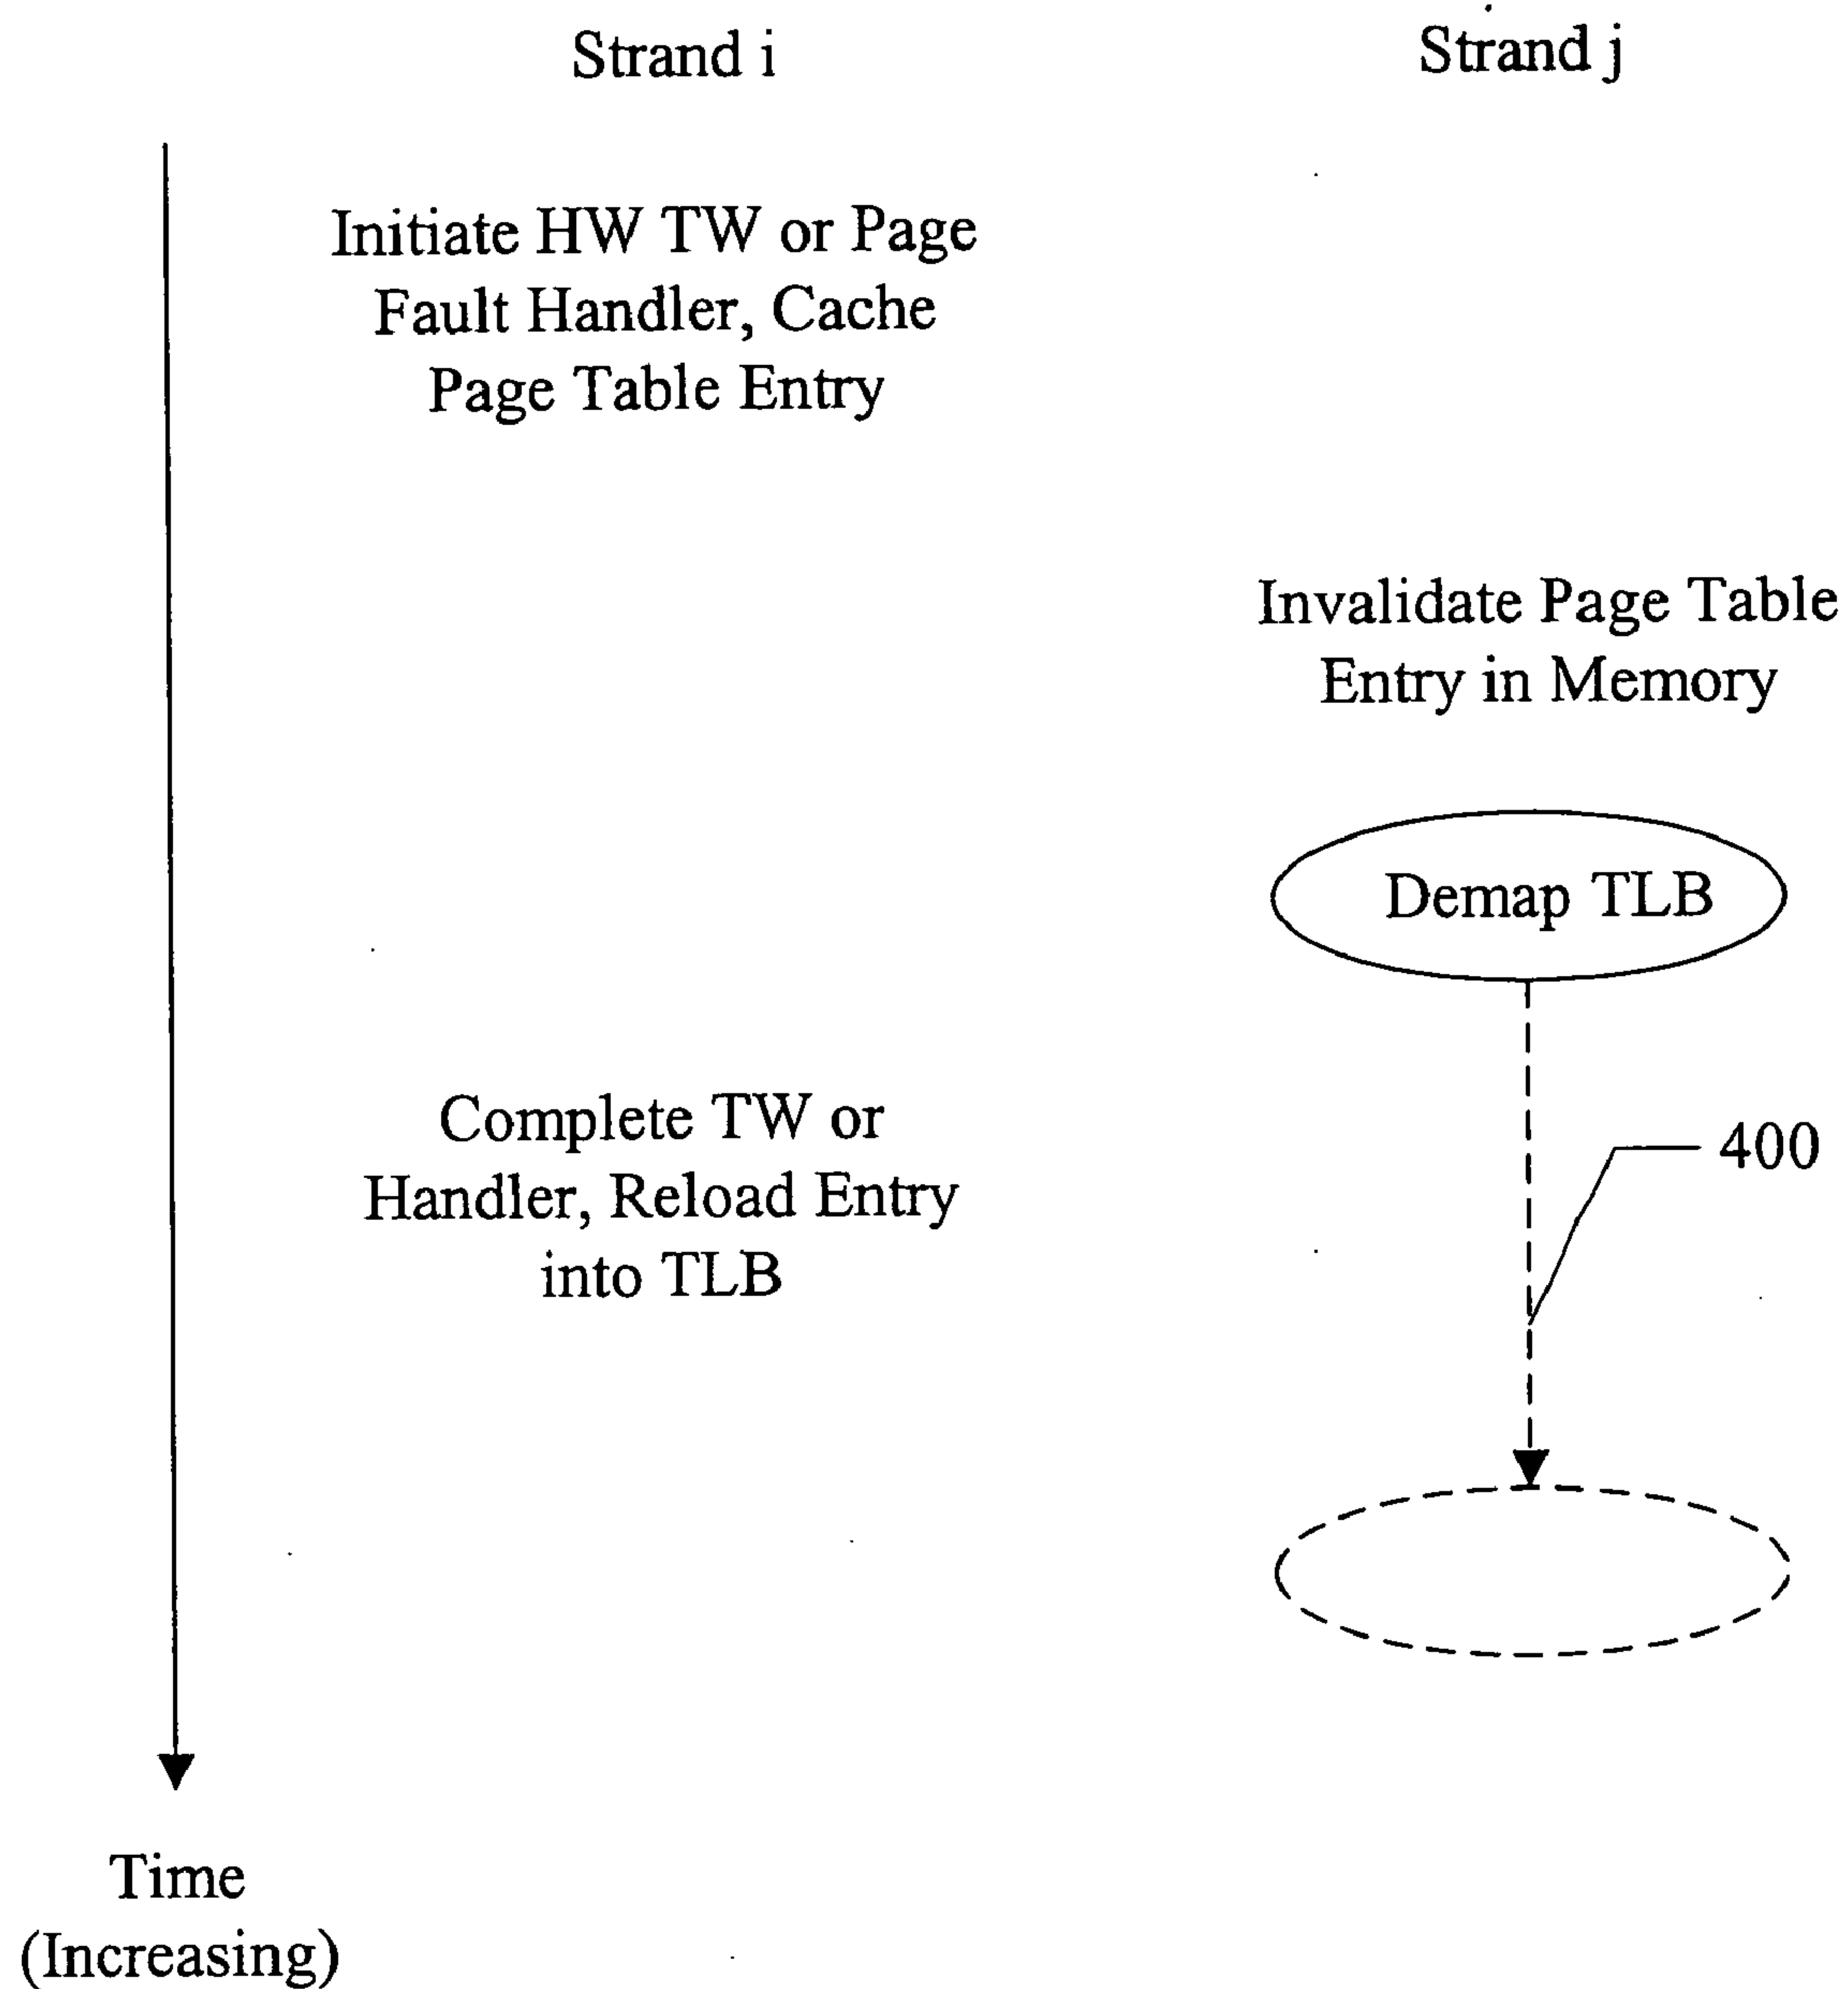 Strand i
Strand j
Initiate HW TW or Page
Fault Handler, Cache
Page Table Entry
Invalidate Page Table
Entry in Memory
Demap TLB
Complete TW or
Handler, Reload Entry
into TLB
400
Time
(Increasing)